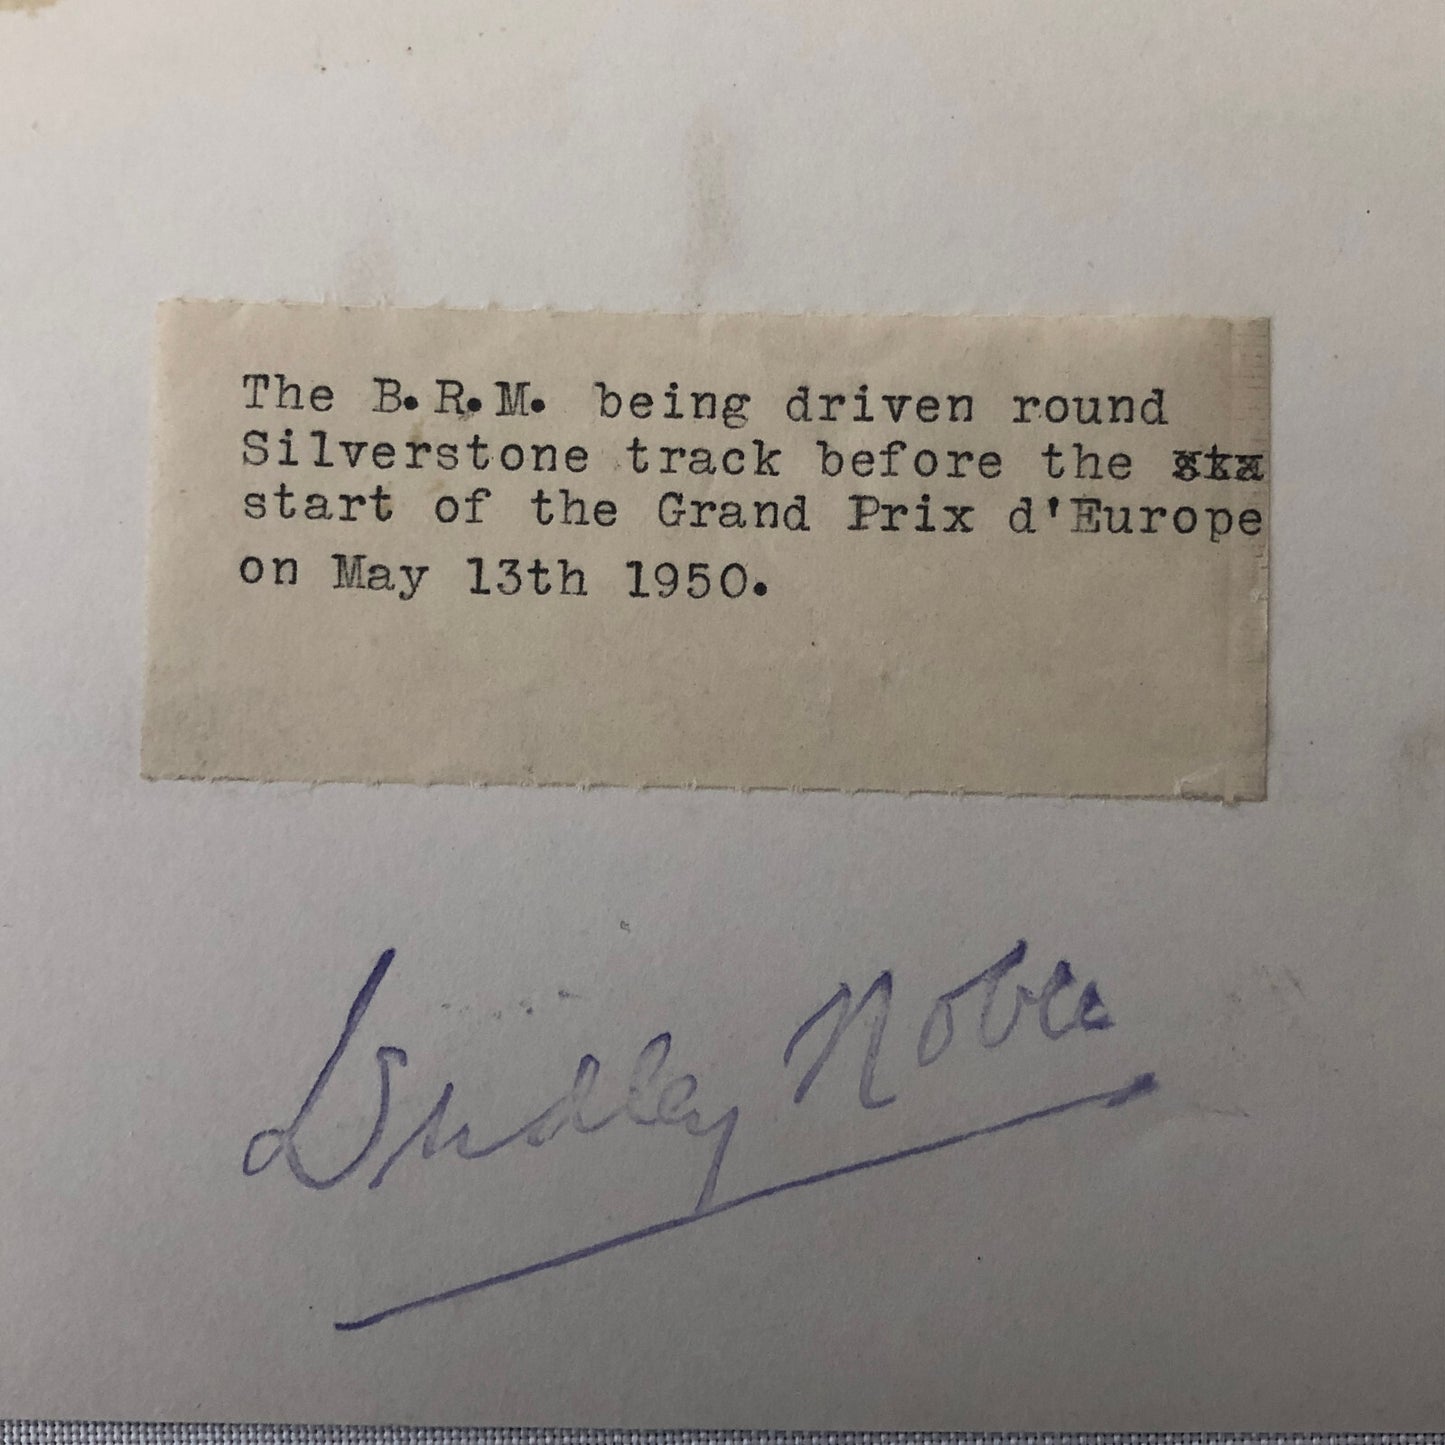 The B.R.M. being driven round
Silverstone track before the stx
start of the Grand Prix d'Europe
on May 13th 1950.
Dudley Noble